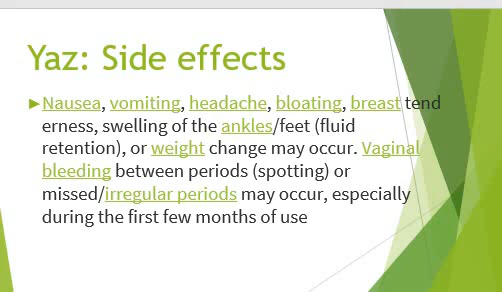 Yaz: Side effects
►Nausea, vomiting, headache, bloating, breast tend
erness, swelling of the ankles/feet (fluid
retention), or weight change may occur. Vaginal
bleeding between periods (spotting) or
missed/irregular periods may occur, especially
during the first few months of use